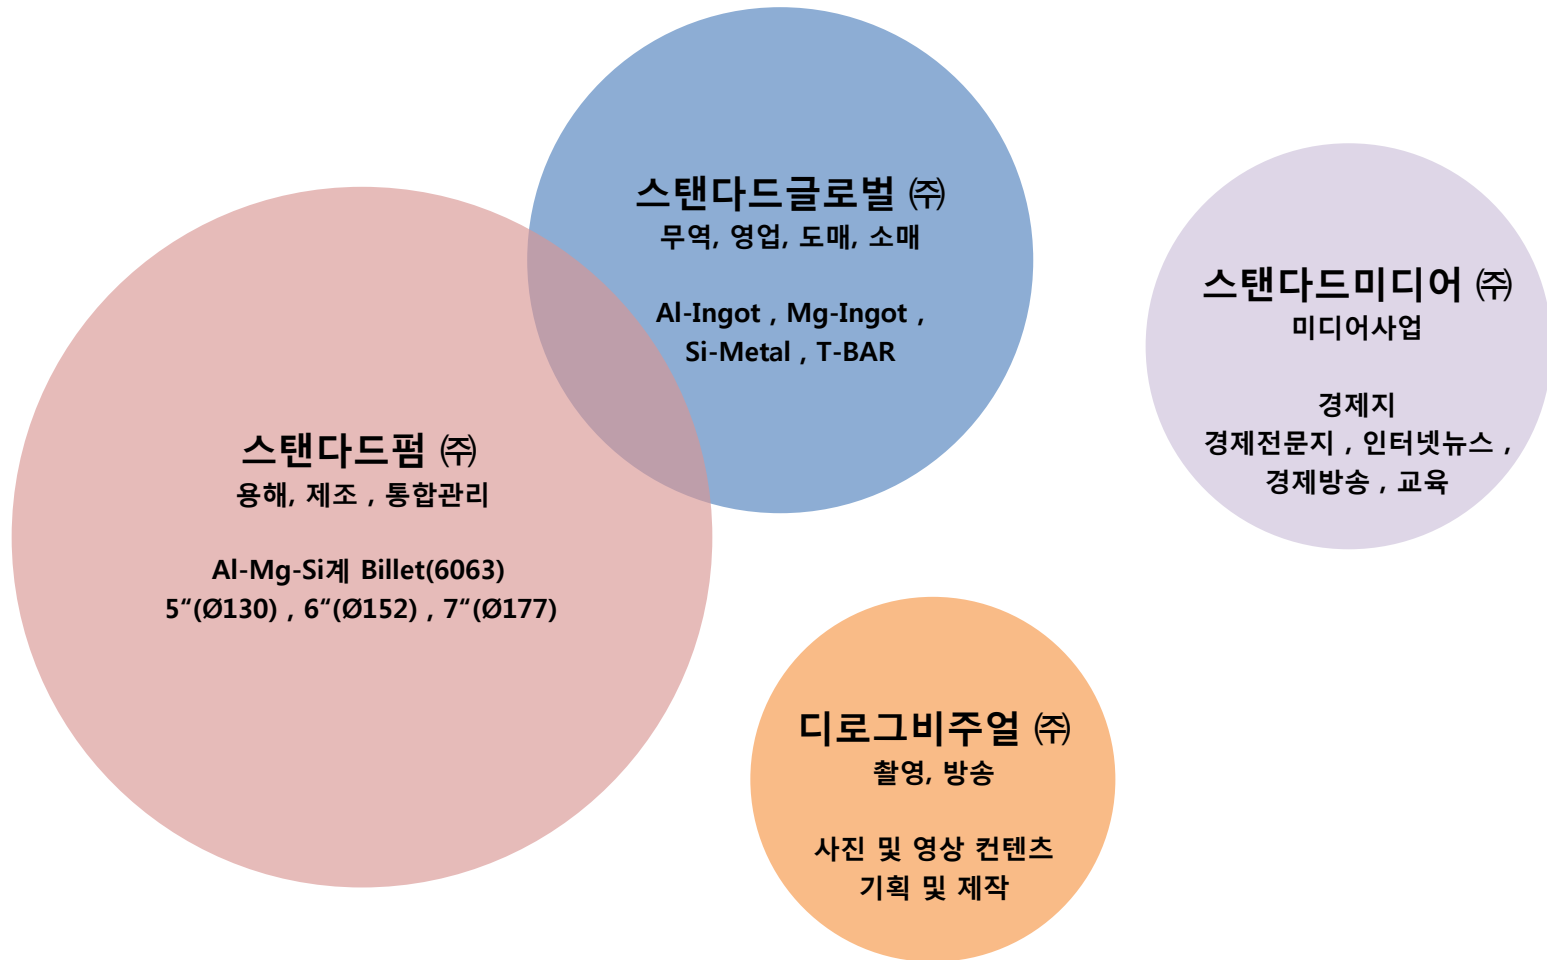 스탠다드글로벌 ㈜
무역, 영업, 도매, 소매
Al-Ingot , Mg-Ingot ,
Si-Metal , T-BAR
스탠다드미디어 ㈜
미디어사업
경제지
경제전문지 , 인터넷뉴스 ,
경제방송 , 교육
스탠다드펌 ㈜
용해, 제조 , 통합관리
Al-Mg-Si계 Billet(6063)
5“(Ø130) , 6“(Ø152) , 7“(Ø177)
디로그비주얼 ㈜
촬영, 방송
사진 및 영상 컨텐츠
기획 및 제작